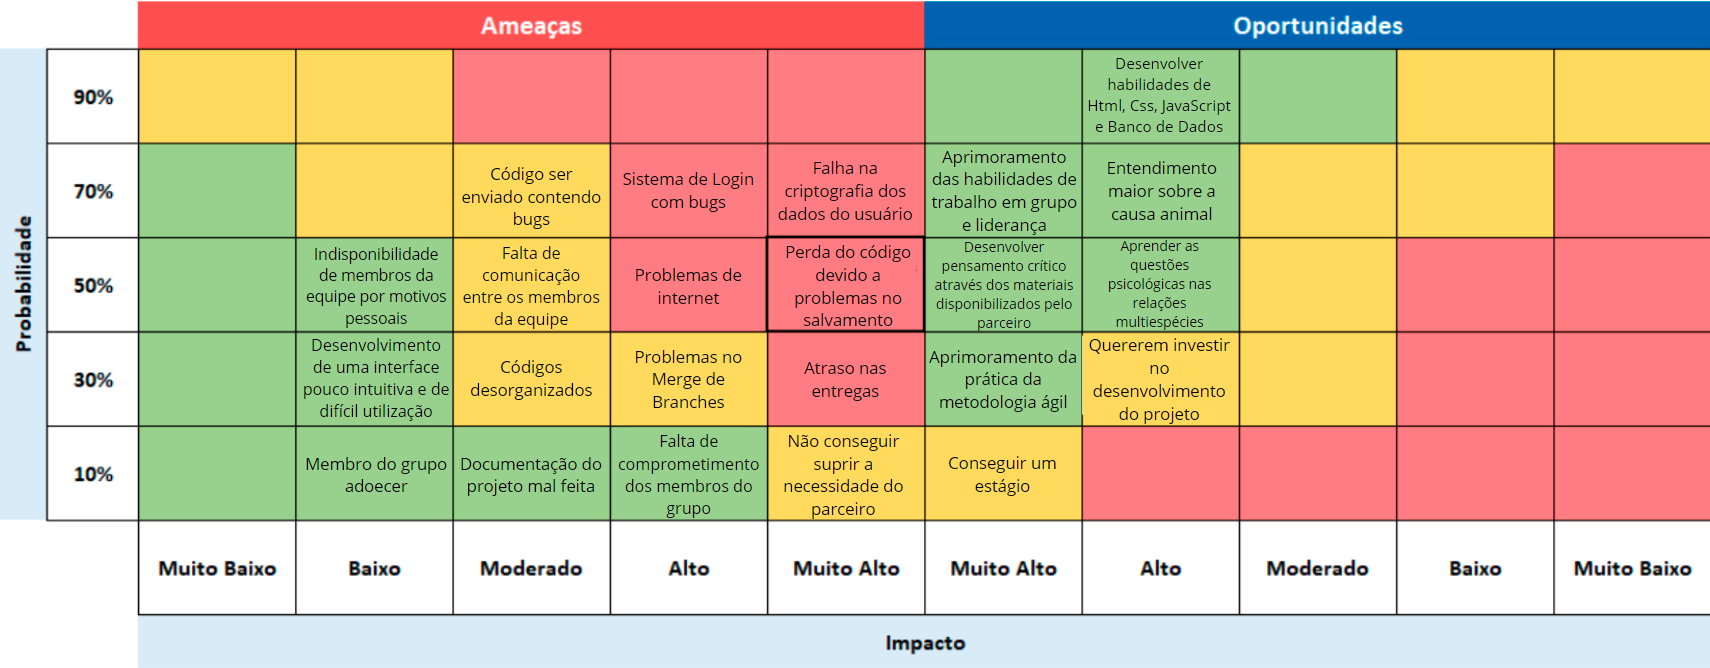 Ameaças
Oportunidades
Probabilidade
90%
Desenvolver
habilidades de
Html, Css, JavaScript
e Banco de Dados
70%
Código ser
enviado contendo
bugs
Sistema de Login
com bugs
Falha na
criptografia dos
dados do usuário
Aprimoramento
das habilidades de
trabalho em grupo
e liderança
Entendimento
maior sobre a
causa animal
50%
Indisponibilidade
de membros da
equipe por motivos
pessoais
Falta de
comunicação
entre os membros
da equipe
Problemas de
internet
Perda do código
devido a
problemas no
salvamento
Desenvolver
pensamento crítico
através dos materiais
disponibilizados pelo
parceiro
Aprender as
questões
psicológicas nas
relações
multiespécies
30%
Desenvolvimento
de uma interface
pouco intuitiva e de
difícil utilização
Códigos
desorganizados
Problemas no
Merge de
Branches
Atraso nas
entregas
Aprimoramento da
prática da
metodologia ágil
Quererem investir
no
desenvolvimento
do projeto
10%
Membro do grupo
adoecer
Documentação do
projeto mal feita
Falta de
comprometimento
dos membros do
grupo
Não conseguir
suprir a
necessidade do
parceiro
Conseguir um
estágio
Muito Baixo
Baixo
Moderado
Alto
Muito Alto
Muito Alto
Alto
Moderado
Baixo
Muito Baixo
Impacto